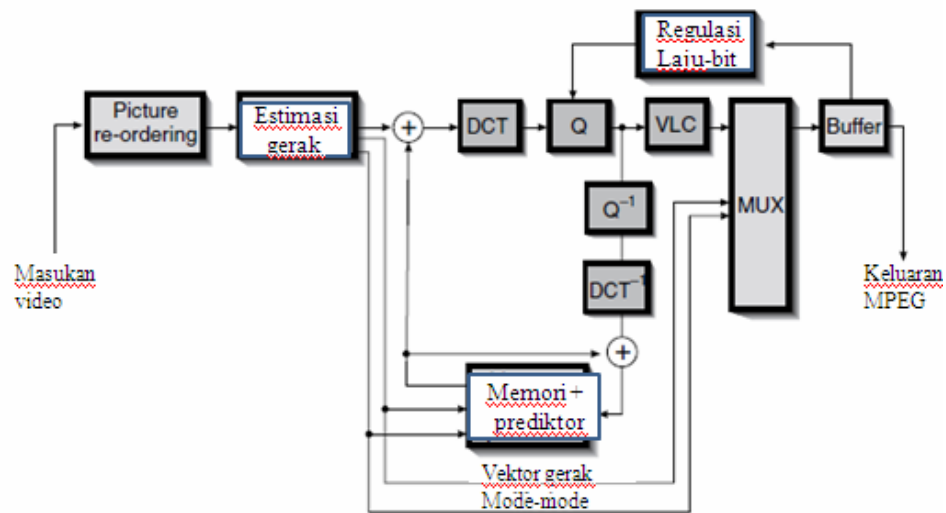 Regulasi
Laju-bit
Picture
re-ordering
Estimasi
gerak
+
DCT
Q
VLC
MUX
Buffer
Q⁻¹
DCT⁻¹
+
Masukan
video
Keluaran
MPEG
Memori +
prediktor
Vektor gerak
Mode-mode